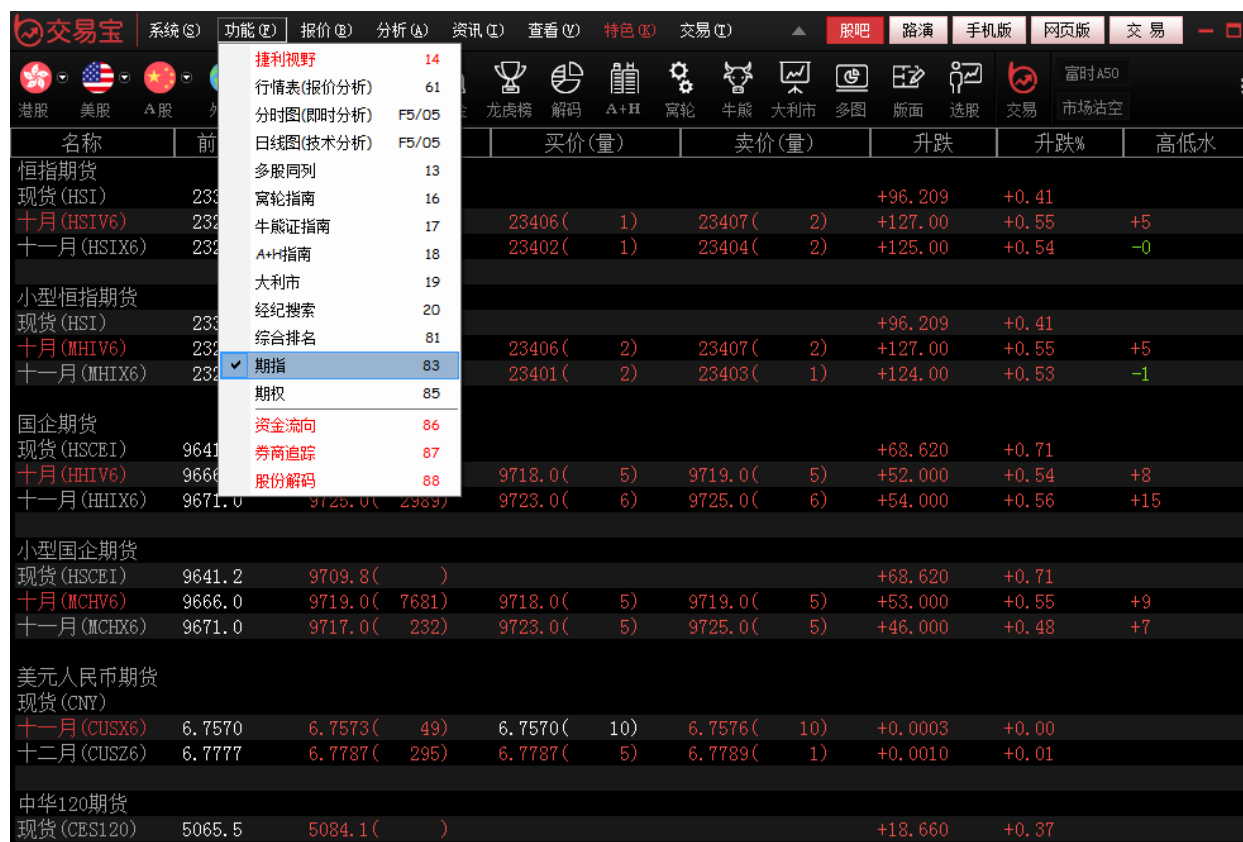 交易宝 系统(S) 功能(F) 报价(B) 分析(A) 资讯(I) 查看(V) 特色(K) 交易(T) 股吧 路演 手机版 网页版 交 易
富时A50
港股 美股 A股 龙虎榜 解码 A+H 窝轮 牛熊 大利市 多图 版面 选股 交易 市场沽空
捷利视野 14
行情表(报价分析) 61
分时图(即时分析) F5/05
日线图(技术分析) F5/05
多股同列 13
窝轮指南 16
牛熊证指南 17
A+H指南 18
大利市 19
经纪搜索 20
综合排名 81
期指 83
期权 85
资金流向 86
券商追踪 87
股份解码 88
名称 前 买价(量) 卖价(量) 升跌 升跌% 高低水
恒指期货
现货(HSI) 233 +96.209 +0.41
十月(HSIV6) 232 23406( 1) 23407( 2) +127.00 +0.55 +5
十一月(HSIX6) 232 23402( 1) 23404( 2) +125.00 +0.54 -0
小型恒指期货
现货(HSI) 233 +96.209 +0.41
十月(MHIV6) 232 23406( 2) 23407( 2) +127.00 +0.55 +5
十一月(MHIX6) 232 23401( 2) 23403( 1) +124.00 +0.53 -1
国企期货
现货(HSCEI) 9641 +68.620 +0.71
十月(HHIV6) 9666 9718.0( 5) 9719.0( 5) +52.000 +0.54 +8
十一月(HHIX6) 9671.0 9725.0( 2989) 9723.0( 6) 9725.0( 6) +54.000 +0.56 +15
小型国企期货
现货(HSCEI) 9641.2 9709.8( ) +68.620 +0.71
十月(MCHV6) 9666.0 9719.0( 7681) 9718.0( 5) 9719.0( 5) +53.000 +0.55 +9
十一月(MCHX6) 9671.0 9717.0( 232) 9723.0( 5) 9725.0( 5) +46.000 +0.48 +7
美元人民币期货
现货(CNY)
十一月(CUSX6) 6.7570 6.7573( 49) 6.7570( 10) 6.7576( 10) +0.0003 +0.00
十二月(CUSZ6) 6.7777 6.7787( 295) 6.7787( 5) 6.7789( 1) +0.0010 +0.01
中华120期货
现货(CES120) 5065.5 5084.1( ) +18.660 +0.37